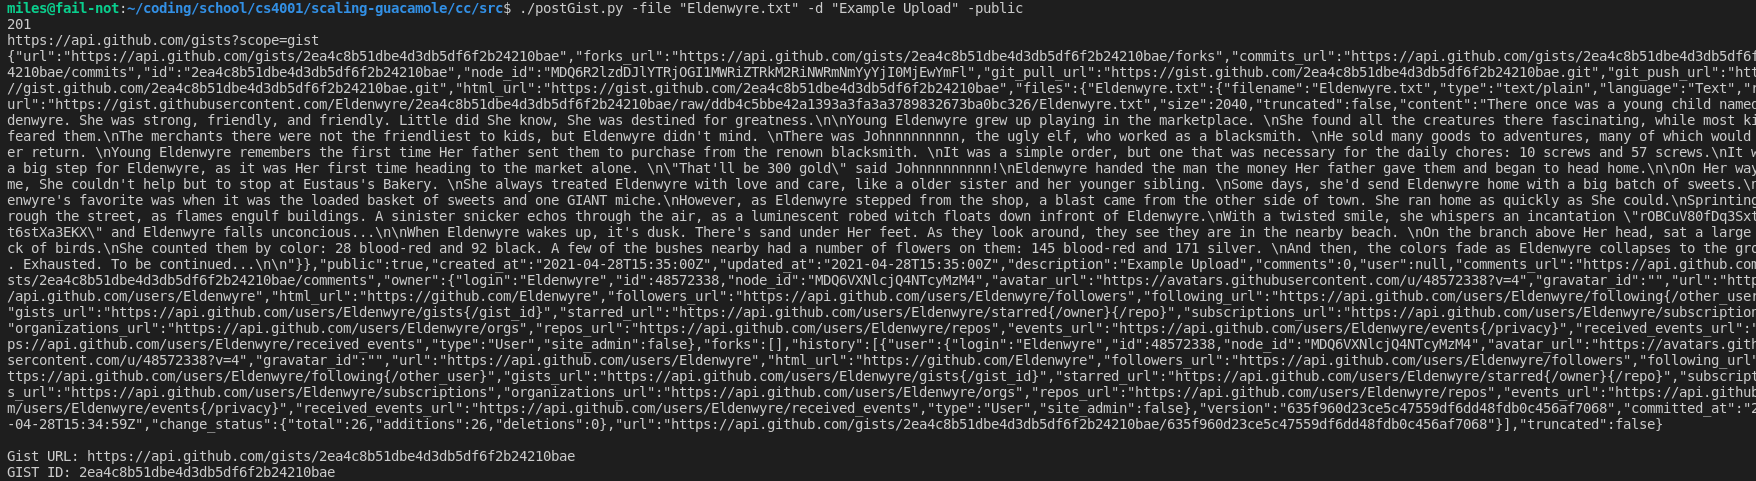 miles@fail-not:~/coding/school/cs4001/scaling-guacamole/cc/src$ ./postGist.py -file "Eldenwyre.txt" -d "Example Upload" -public
201
https://api.github.com/gists?scope=gist
{"url":"https://api.github.com/gists/2ea4c8b51dbe4d3db5df6f2b24210bae","forks_url":"https://api.github.com/gists/2ea4c8b51dbe4d3db5df6f2b24210bae/forks","commits_url":"https://api.github.com/gists/2ea4c8b51dbe4d3db5df6f2b2
4210bae/commits","id":"2ea4c8b51dbe4d3db5df6f2b24210bae","node_id":"MDQ6R2lzdDJlYTRjOGI1MWRiZTRkM2RiNWRmNmYyYjI0MjEwYmFl","git_pull_url":"https://gist.github.com/2ea4c8b51dbe4d3db5df6f2b24210bae.git","git_push_url":"htt
//gist.github.com/2ea4c8b51dbe4d3db5df6f2b24210bae.git","html_url":"https://gist.github.com/2ea4c8b51dbe4d3db5df6f2b24210bae","files":{"Eldenwyre.txt":{"filename":"Eldenwyre.txt","type":"text/plain","language":"Text","r
url":"https://gist.githubusercontent.com/Eldenwyre/2ea4c8b51dbe4d3db5df6f2b24210bae/raw/ddb4c5bbe42a1393a3fa3a3789832673ba0bc326/Eldenwyre.txt","size":2040,"truncated":false,"content":"There once was a young child named
denwyre. She was strong, friendly, and friendly. Little did She know, She was destined for greatness.\n\nYoung Eldenwyre grew up playing in the marketplace. \nShe found all the creatures there fascinating, while most ki
feared them.\nThe merchants there were not the friendliest to kids, but Eldenwyre didn't mind. \nThere was Johnnnnnnnnn, the ugly elf, who worked as a blacksmith. \nHe sold many goods to adventures, many of which would
er return. \nYoung Eldenwyre remembers the first time Her father sent them to purchase from the renown blacksmith. \nIt was a simple order, but one that was necessary for the daily chores: 10 screws and 57 screws.\nIt w
a big step for Eldenwyre, as it was Her first time heading to the market alone. \n\"That'll be 300 gold\" said Johnnnnnnnnn!\nEldenwyre handed the man the money Her father gave them and began to head home.\n\nOn Her way
me, She couldn't help but to stop at Eustaus's Bakery. \nShe always treated Eldenwyre with love and care, like a older sister and her younger sibling. \nSome days, she'd send Eldenwyre home with a big batch of sweets.\n
enwyre's favorite was when it was the loaded basket of sweets and one GIANT miche.\nHowever, as Eldenwyre stepped from the shop, a blast came from the other side of town. She ran home as quickly as She could.\nSprinting
rough the street, as flames engulf buildings. A sinister snicker echos through the air, as a luminescent robed witch floats down infront of Eldenwyre.\nWith a twisted smile, she whispers an incantation \"rOBCuV80fDq3Sxt
t6stXa3EKX\" and Eldenwyre falls unconcious...\n\nWhen Eldenwyre wakes up, it's dusk. There's sand under Her feet. As they look around, they see they are in the nearby beach. \nOn the branch above Her head, sat a large
ck of birds.\nShe counted them by color: 28 blood-red and 92 black. A few of the bushes nearby had a number of flowers on them: 145 blood-red and 171 silver. \nAnd then, the colors fade as Eldenwyre collapses to the gro
. Exhausted. To be continued...\n\n"}},"public":true,"created_at":"2021-04-28T15:35:00Z","updated_at":"2021-04-28T15:35:00Z","description":"Example Upload","comments":0,"user":null,"comments_url":"https://api.github.com
sts/2ea4c8b51dbe4d3db5df6f2b24210bae/comments","owner":{"login":"Eldenwyre","id":48572338,"node_id":"MDQ6VXNlcjQ4NTcyMzM4","avatar_url":"https://avatars.githubusercontent.com/u/48572338?v=4","gravatar_id":"","url":"http
/api.github.com/users/Eldenwyre","html_url":"https://github.com/Eldenwyre","followers_url":"https://api.github.com/users/Eldenwyre/followers","following_url":"https://api.github.com/users/Eldenwyre/following{/other_user
"gists_url":"https://api.github.com/users/Eldenwyre/gists{/gist_id}","starred_url":"https://api.github.com/users/Eldenwyre/starred{/owner}{/repo}","subscriptions_url":"https://api.github.com/users/Eldenwyre/subscription
"organizations_url":"https://api.github.com/users/Eldenwyre/orgs","repos_url":"https://api.github.com/users/Eldenwyre/repos","events_url":"https://api.github.com/users/Eldenwyre/events{/privacy}","received_events_url":
ps://api.github.com/users/Eldenwyre/received_events","type":"User","site_admin":false},"forks":[],"history":[{"user":{"login":"Eldenwyre","id":48572338,"node_id":"MDQ6VXNlcjQ4NTcyMzM4","avatar_url":"https://avatars.gith
sercontent.com/u/48572338?v=4","gravatar_id":"","url":"https://api.github.com/users/Eldenwyre","html_url":"https://github.com/Eldenwyre","followers_url":"https://api.github.com/users/Eldenwyre/followers","following_url"
ttps://api.github.com/users/Eldenwyre/following{/other_user}","gists_url":"https://api.github.com/users/Eldenwyre/gists{/gist_id}","starred_url":"https://api.github.com/users/Eldenwyre/starred{/owner}{/repo}","subscript
s_url":"https://api.github.com/users/Eldenwyre/subscriptions","organizations_url":"https://api.github.com/users/Eldenwyre/orgs","repos_url":"https://api.github.com/users/Eldenwyre/repos","events_url":"https://api.github
m/users/Eldenwyre/events{/privacy}","received_events_url":"https://api.github.com/users/Eldenwyre/received_events","type":"User","site_admin":false},"version":"635f960d23ce5c47559df6dd48fdb0c456af7068","committed_at":"2
-04-28T15:34:59Z","change_status":{"total":26,"additions":26,"deletions":0},"url":"https://api.github.com/gists/2ea4c8b51dbe4d3db5df6f2b24210bae/635f960d23ce5c47559df6dd48fdb0c456af7068"}],"truncated":false}
Gist URL: https://api.github.com/gists/2ea4c8b51dbe4d3db5df6f2b24210bae
GIST ID: 2ea4c8b51dbe4d3db5df6f2b24210bae